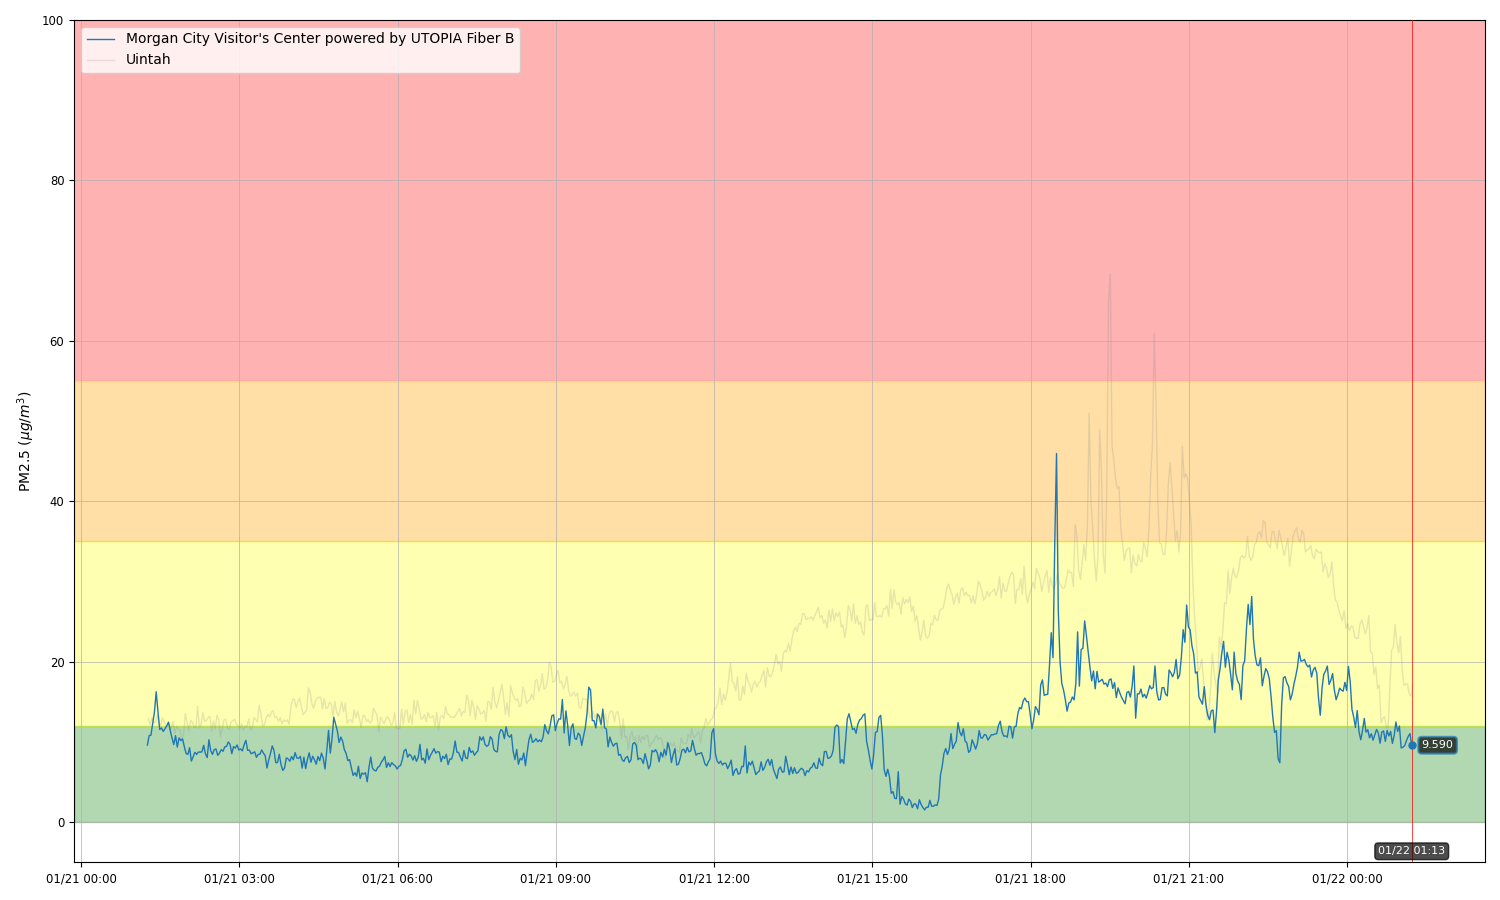 100
80
60
40
20
0
PM2.5 (μg/m³)
Morgan City Visitor's Center powered by UTOPIA Fiber B
Uintah
9.590
01/22 01:13
01/21 00:00 01/21 03:00 01/21 06:00 01/21 09:00 01/21 12:00 01/21 15:00 01/21 18:00 01/21 21:00 01/22 00:00